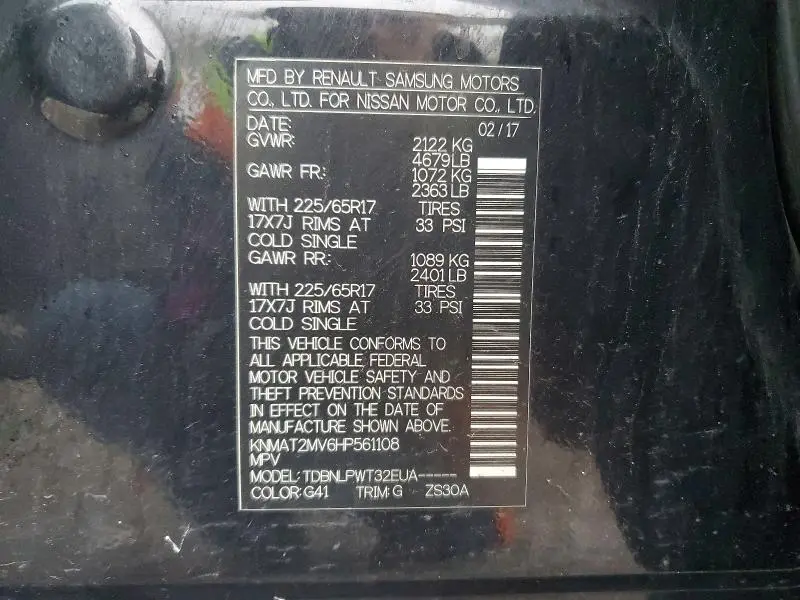 MFD BY RENAULT SAMSUNG MOTORS
CO., LTD. FOR NISSAN MOTOR CO., LTD.
DATE: 02/17
GVWR: 2122 KG
4679LB
GAWR FR: 1072 KG
2363 LB
WITH 225/65R17 TIRES
17X7J RIMS AT 33 PSI
COLD SINGLE
GAWR RR: 1089 KG
2401 LB
WITH 225/65R17 TIRES
17X7J RIMS AT 33 PSI
COLD SINGLE
THIS VEHICLE CONFORMS TO
ALL APPLICABLE FEDERAL
MOTOR VEHICLE SAFETY AND
THEFT PREVENTION STANDARDS
IN EFFECT ON THE DATE OF
MANUFACTURE SHOWN ABOVE.
KNMAT2MV6HP561108
MPV
MODEL: TDBNLPWT32EUA-----
COLOR: G41 TRIM: G ZS30A